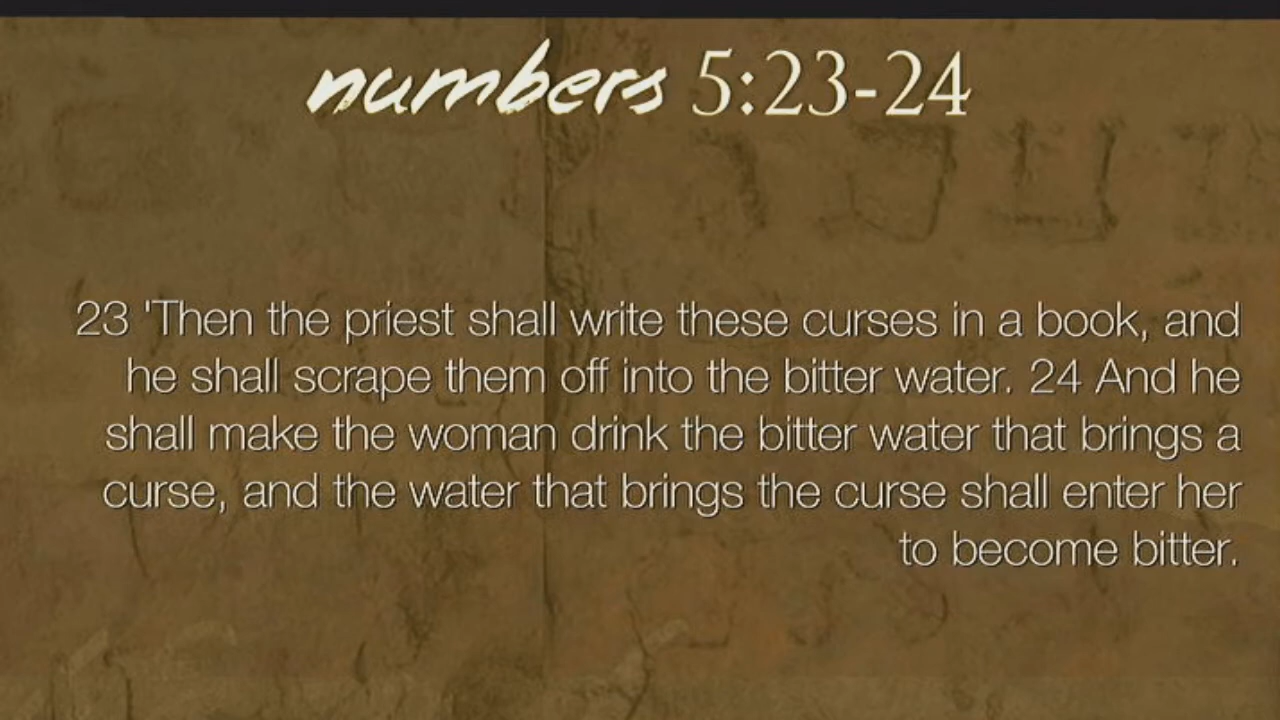 numbers 5:23-24
23 'Then the priest shall write these curses in a book, and
he shall scrape them off into the bitter water. 24 And he
shall make the woman drink the bitter water that brings a
curse, and the water that brings the curse shall enter her
to become bitter.